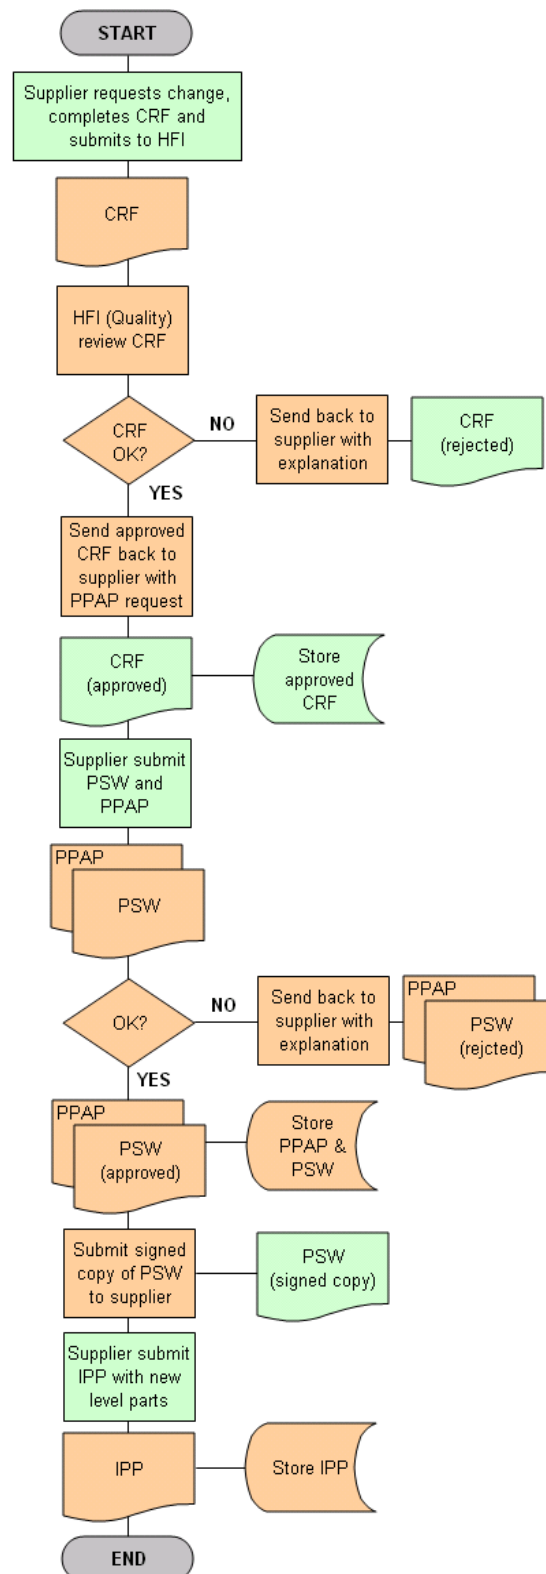 START
Supplier requests change,
completes CRF and
submits to HFI
CRF
HFI (Quality)
review CRF
CRF
OK?
NO
Send back to
supplier with
explanation
CRF
(rejected)
YES
Send approved
CRF back to
supplier with
PPAP request
CRF
(approved)
Store
approved
CRF
Supplier submit
PSW and
PPAP
PPAP
PSW
OK?
NO
Send back to
supplier with
explanation
PPAP
PSW
(rejcted)
YES
PPAP
PSW
(approved)
Store
PPAP &
PSW
Submit signed
copy of PSW
to supplier
PSW
(signed copy)
Supplier submit
IPP with new
level parts
IPP
Store IPP
END